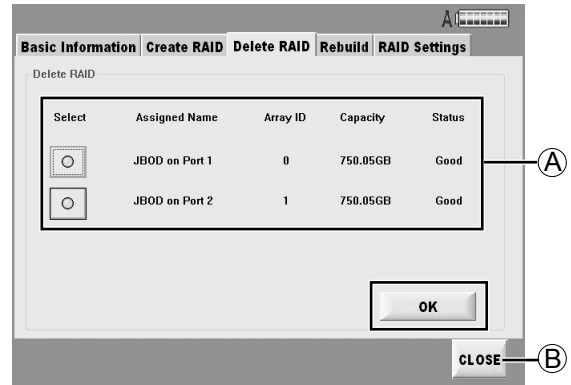 A
Basic Information Create RAID Delete RAID Rebuild RAID Settings
Delete RAID
Select Assigned Name Array ID Capacity Status
JBOD on Port 1 0 750.05GB Good
A
JBOD on Port 2 1 750.05GB Good
OK
CLOSE
B